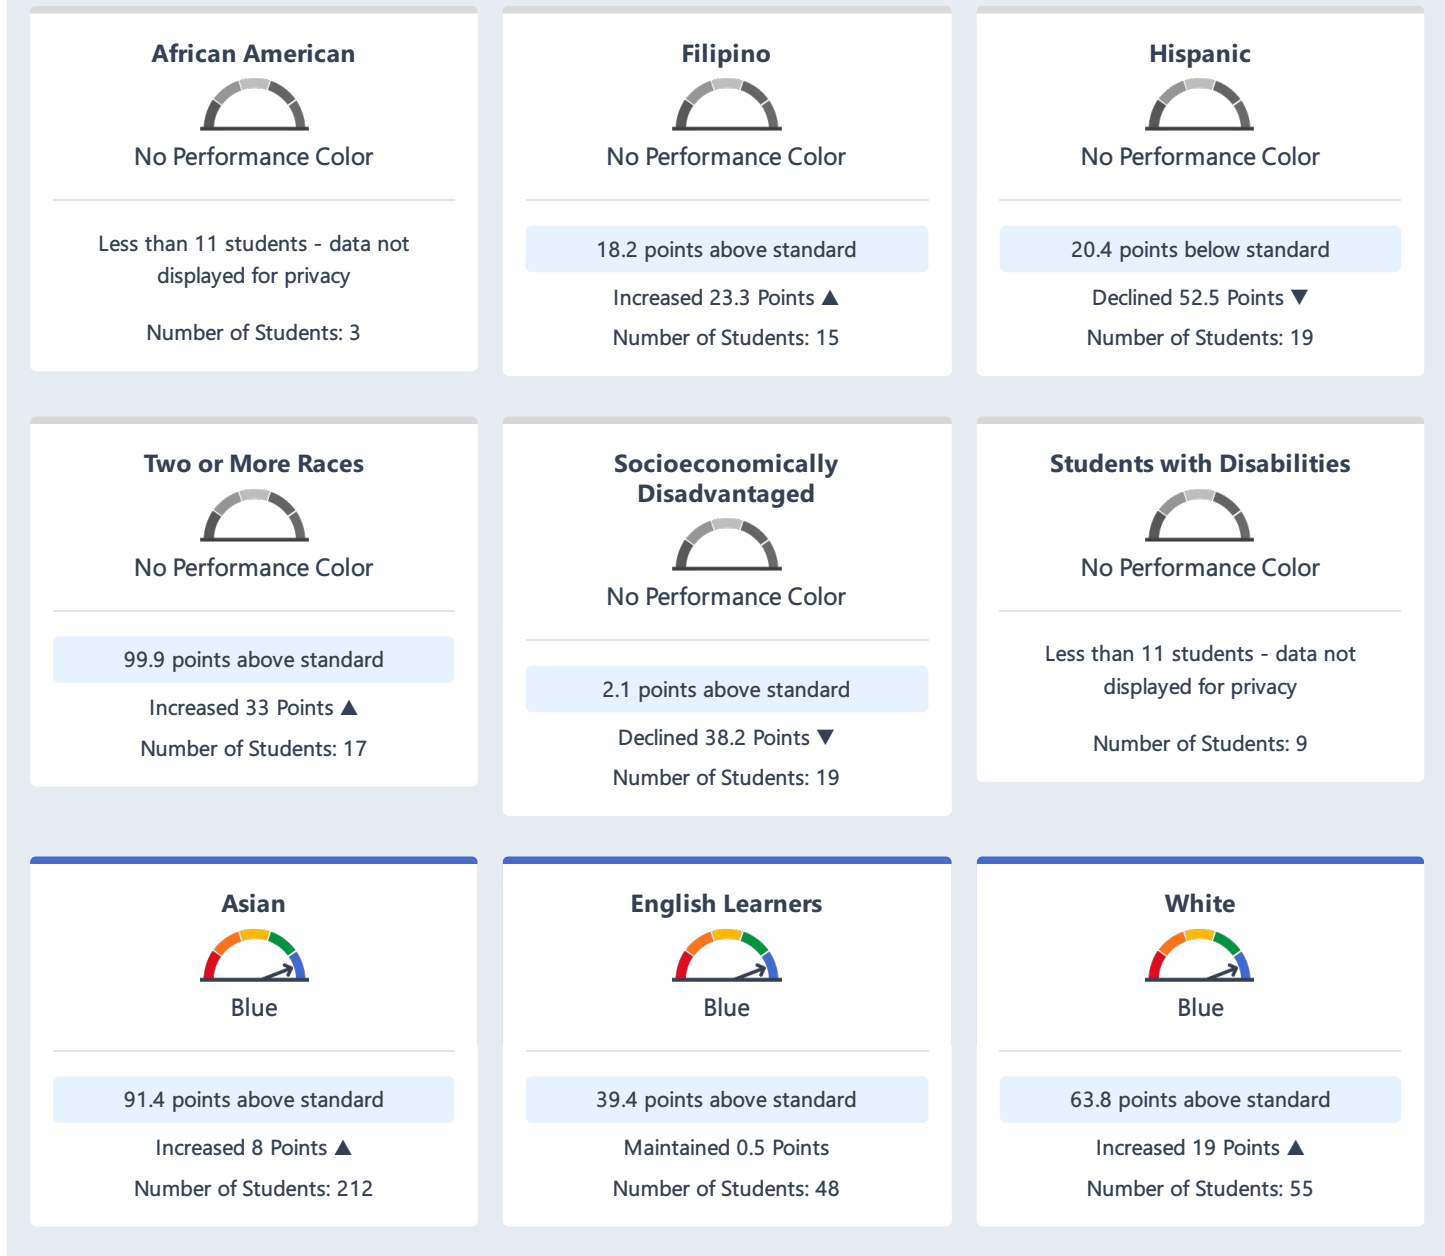 African American
No Performance Color
Less than 11 students - data not
displayed for privacy
Number of Students: 3
Filipino
No Performance Color
18.2 points above standard
Increased 23.3 Points ▲
Number of Students: 15
Hispanic
No Performance Color
20.4 points below standard
Declined 52.5 Points ▼
Number of Students: 19
Two or More Races
No Performance Color
99.9 points above standard
Increased 33 Points ▲
Number of Students: 17
Socioeconomically
Disadvantaged
No Performance Color
2.1 points above standard
Declined 38.2 Points ▼
Number of Students: 19
Students with Disabilities
No Performance Color
Less than 11 students - data not
displayed for privacy
Number of Students: 9
Asian
Blue
91.4 points above standard
Increased 8 Points ▲
Number of Students: 212
English Learners
Blue
39.4 points above standard
Maintained 0.5 Points
Number of Students: 48
White
Blue
63.8 points above standard
Increased 19 Points ▲
Number of Students: 55